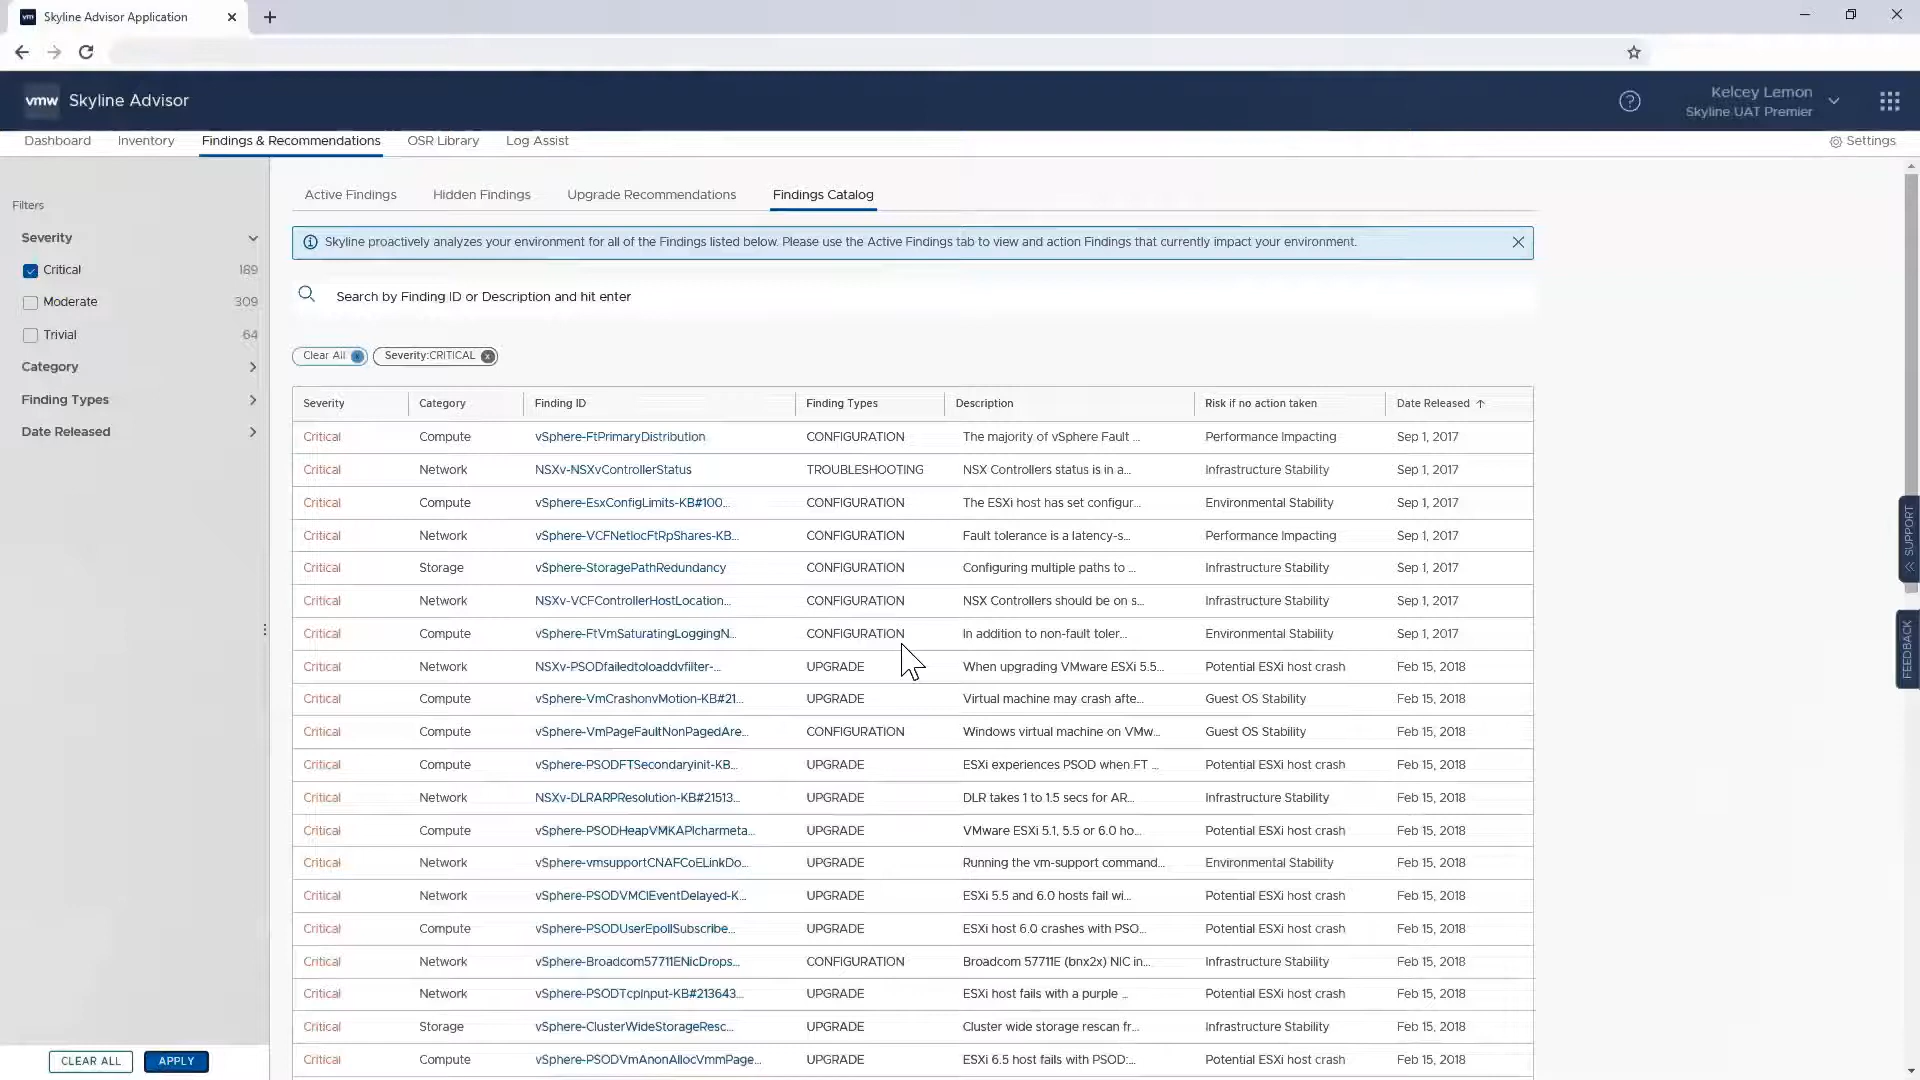 vm Skyline Advisor Application
vmw Skyline Advisor
Kelcey Lemon
Skyline UAT Premier
Dashboard Inventory Findings & Recommendations OSR Library Log Assist Settings
Filters
Severity
Critical 189
Moderate 309
Trivial 64
Category
Finding Types
Date Released
CLEAR ALL APPLY
Active Findings Hidden Findings Upgrade Recommendations Findings Catalog
Skyline proactively analyzes your environment for all of the Findings listed below. Please use the Active Findings tab to view and action Findings that currently impact your environment.
Search by Finding ID or Description and hit enter
Clear All Severity:CRITICAL
Severity Category Finding ID Finding Types Description Risk if no action taken Date Released
Critical Compute vSphere-FtPrimaryDistribution CONFIGURATION The majority of vSphere Fault ... Performance Impacting Sep 1, 2017
Critical Network NSXv-NSXvControllerStatus TROUBLESHOOTING NSX Controllers status is in a... Infrastructure Stability Sep 1, 2017
Critical Compute vSphere-EsxConfigLimits-KB#100... CONFIGURATION The ESXi host has set configur... Environmental Stability Sep 1, 2017
Critical Network vSphere-VCFNetIocFtRpShares-KB... CONFIGURATION Fault tolerance is a latency-s... Performance Impacting Sep 1, 2017
Critical Storage vSphere-StoragePathRedundancy CONFIGURATION Configuring multiple paths to ... Infrastructure Stability Sep 1, 2017
Critical Network NSXv-VCFControllerHostLocation... CONFIGURATION NSX Controllers should be on s... Infrastructure Stability Sep 1, 2017
Critical Compute vSphere-FtVmSaturatingLoggingN... CONFIGURATION In addition to non-fault toler... Environmental Stability Sep 1, 2017
Critical Network NSXv-PSODfailedtoloaddvfilter-... UPGRADE When upgrading VMware ESXi 5.5... Potential ESXi host crash Feb 15, 2018
Critical Compute vSphere-VmCrashonvMotion-KB#21... UPGRADE Virtual machine may crash afte... Guest OS Stability Feb 15, 2018
Critical Compute vSphere-VmPageFaultNonPagedAre... CONFIGURATION Windows virtual machine on VMw... Guest OS Stability Feb 15, 2018
Critical Compute vSphere-PSODFTSecondaryinit-KB... UPGRADE ESXi experiences PSOD when FT ... Potential ESXi host crash Feb 15, 2018
Critical Network NSXv-DLRARPResolution-KB#21513... UPGRADE DLR takes 1 to 1.5 secs for AR... Infrastructure Stability Feb 15, 2018
Critical Compute vSphere-PSODHeapVMKAPIcharmeta... UPGRADE VMware ESXi 5.1, 5.5 or 6.0 ho... Potential ESXi host crash Feb 15, 2018
Critical Network vSphere-vmsupportCNAFCoELinkDo... UPGRADE Running the vm-support command... Environmental Stability Feb 15, 2018
Critical Network vSphere-PSODVMCIEventDelayed-K... UPGRADE ESXi 5.5 and 6.0 hosts fail wi... Potential ESXi host crash Feb 15, 2018
Critical Compute vSphere-PSODUserEpollSubscribe... UPGRADE ESXi host 6.0 crashes with PSO... Potential ESXi host crash Feb 15, 2018
Critical Network vSphere-Broadcom57711ENicDrops... CONFIGURATION Broadcom 57711E (bnx2x) NIC in... Infrastructure Stability Feb 15, 2018
Critical Network vSphere-PSODTcpInput-KB#213643... UPGRADE ESXi host fails with a purple ... Potential ESXi host crash Feb 15, 2018
Critical Storage vSphere-ClusterWideStorageResc... UPGRADE Cluster wide storage rescan fr... Infrastructure Stability Feb 15, 2018
Critical Compute vSphere-PSODVmAnonAllocVmmPage... UPGRADE ESXi 6.5 host fails with PSOD:... Potential ESXi host crash Feb 15, 2018
SUPPORT
FEEDBACK